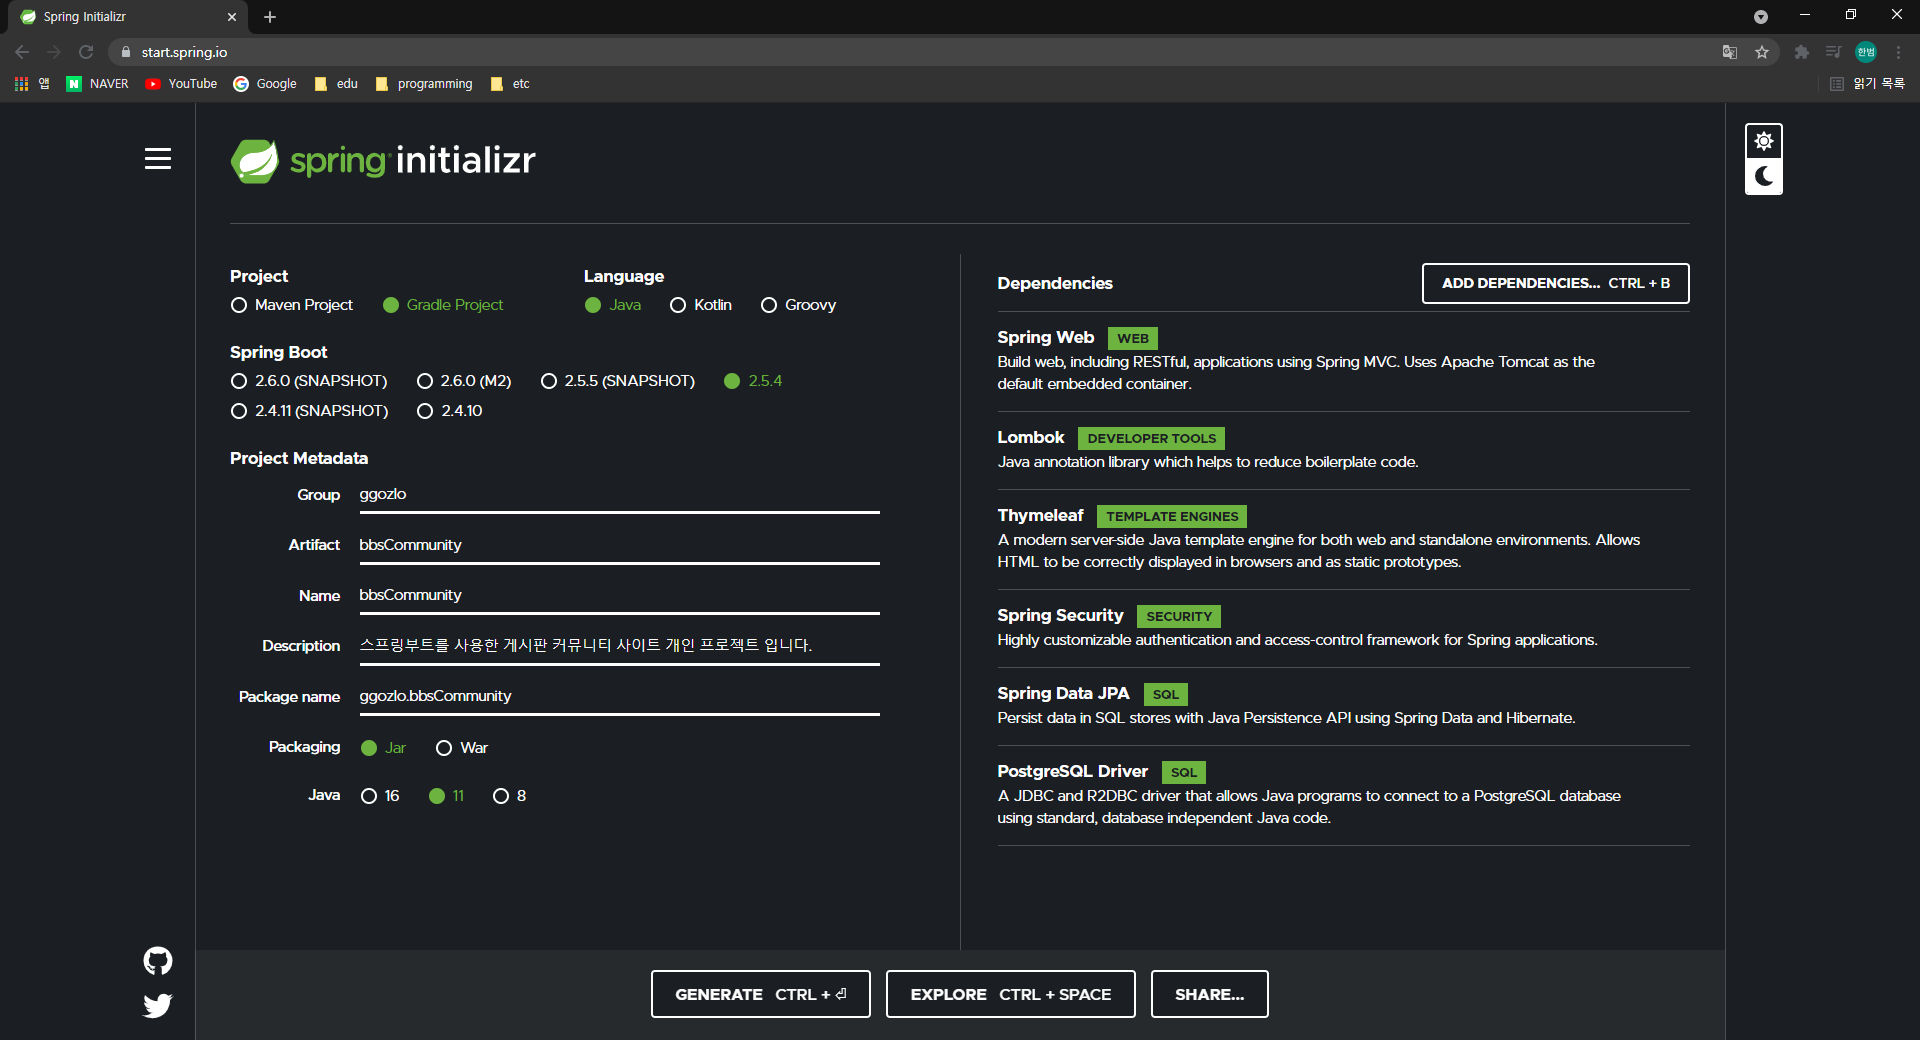 Spring Initializr
start.spring.io
한범
앱 NAVER YouTube Google edu programming etc 읽기 목록
spring initializr
Project
Maven Project Gradle Project
Language
Java Kotlin Groovy
Spring Boot
2.6.0 (SNAPSHOT) 2.6.0 (M2) 2.5.5 (SNAPSHOT) 2.5.4
2.4.11 (SNAPSHOT) 2.4.10
Project Metadata
Group ggozlo
Artifact bbsCommunity
Name bbsCommunity
Description 스프링부트를 사용한 게시판 커뮤니티 사이트 개인 프로젝트 입니다.
Package name ggozlo.bbsCommunity
Packaging Jar War
Java 16 11 8
Dependencies
ADD DEPENDENCIES... CTRL + B
Spring Web WEB
Build web, including RESTful, applications using Spring MVC. Uses Apache Tomcat as the
default embedded container.
Lombok DEVELOPER TOOLS
Java annotation library which helps to reduce boilerplate code.
Thymeleaf TEMPLATE ENGINES
A modern server-side Java template engine for both web and standalone environments. Allows
HTML to be correctly displayed in browsers and as static prototypes.
Spring Security SECURITY
Highly customizable authentication and access-control framework for Spring applications.
Spring Data JPA SQL
Persist data in SQL stores with Java Persistence API using Spring Data and Hibernate.
PostgreSQL Driver SQL
A JDBC and R2DBC driver that allows Java programs to connect to a PostgreSQL database
using standard, database independent Java code.
GENERATE CTRL + ⏎
EXPLORE CTRL + SPACE
SHARE...